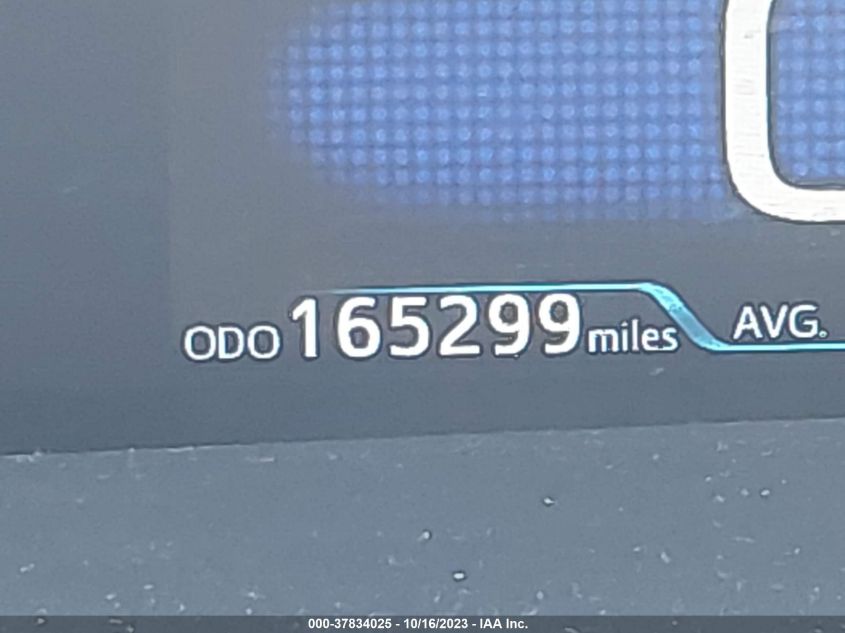 ODO 165299 miles AVG.
000-37834025 - 10/16/2023 - IAA Inc.